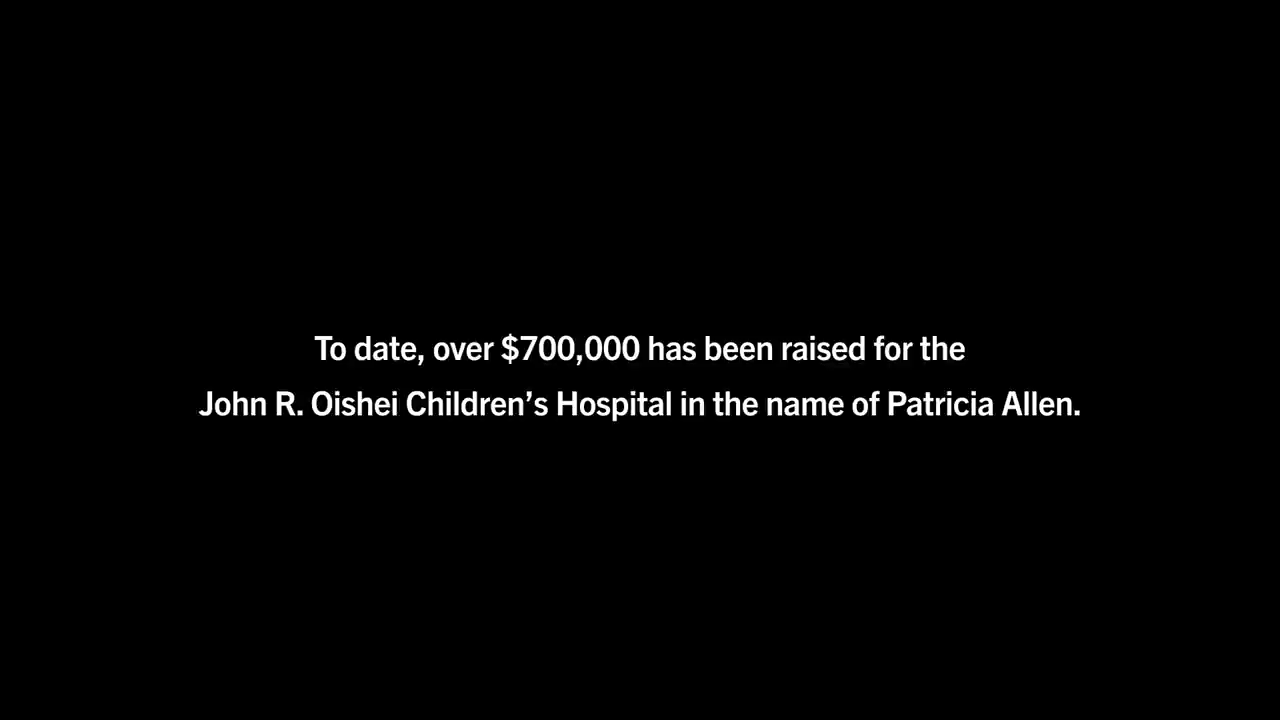 To date, over $700,000 has been raised for the
John R. Oishei Children’s Hospital in the name of Patricia Allen.